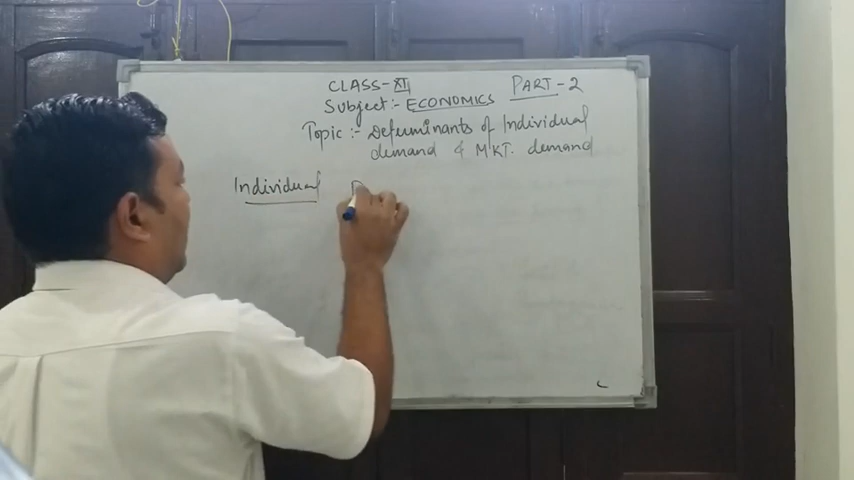 CLASS-XI
PART-2
Subject:- ECONOMICS
Topic:- Determinants of Individual
demand & MKT. demand
Individual D